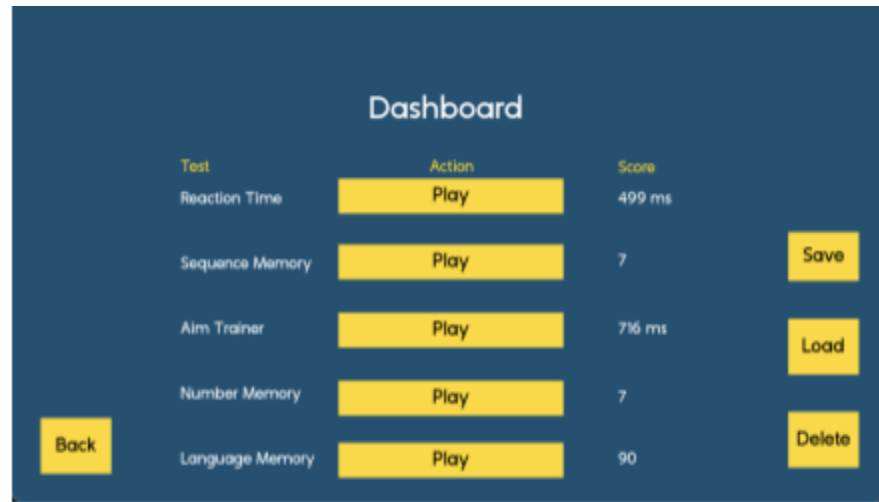 Dashboard
Test Action Score
Reaction Time Play 499 ms
Sequence Memory Play 7
Save
Aim Trainer Play 716 ms
Load
Number Memory Play 7
Back
Delete
Language Memory Play 90